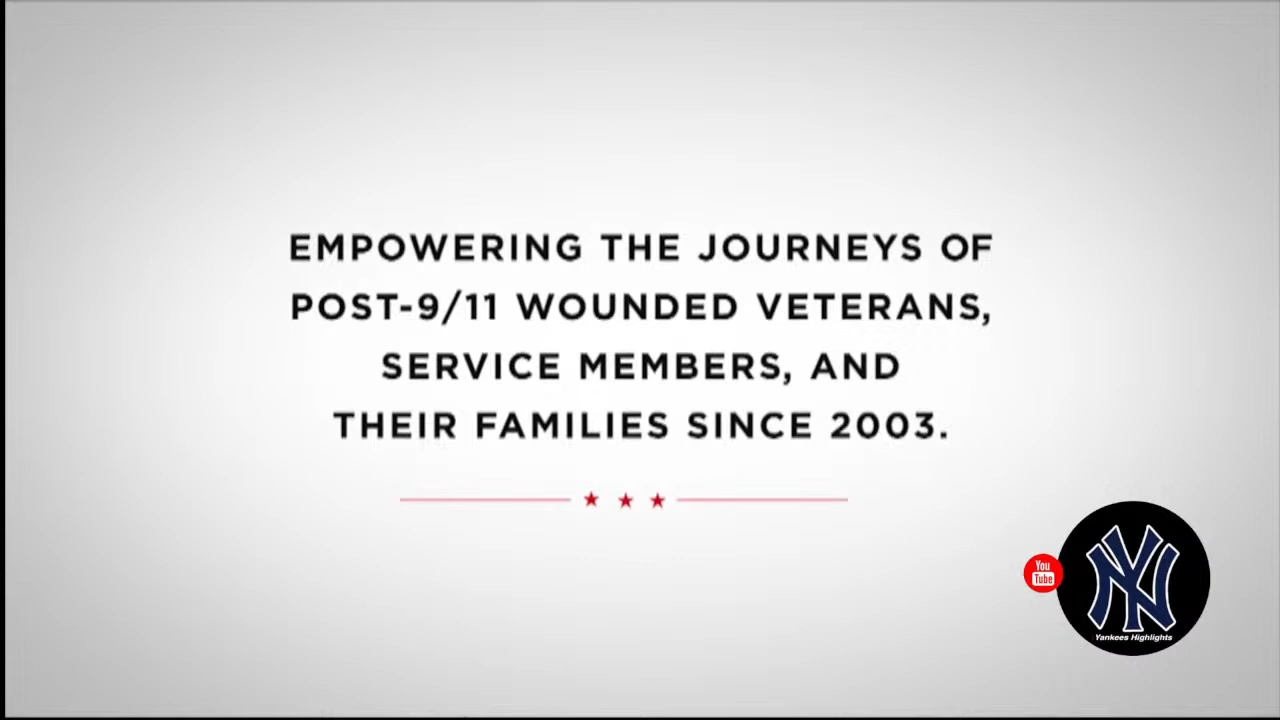 EMPOWERING THE JOURNEYS OF
POST-9/11 WOUNDED VETERANS,
SERVICE MEMBERS, AND
THEIR FAMILIES SINCE 2003.
You
Tube
NY
Yankees Highlights